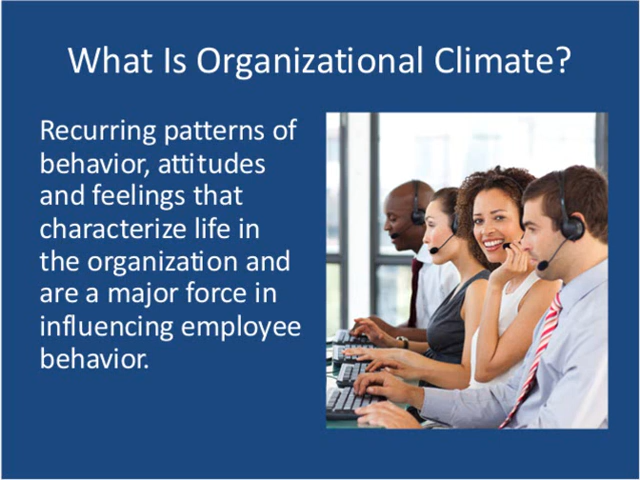 What Is Organizational Climate?
Recurring patterns of
behavior, attitudes
and feelings that
characterize life in
the organization and
are a major force in
influencing employee
behavior.